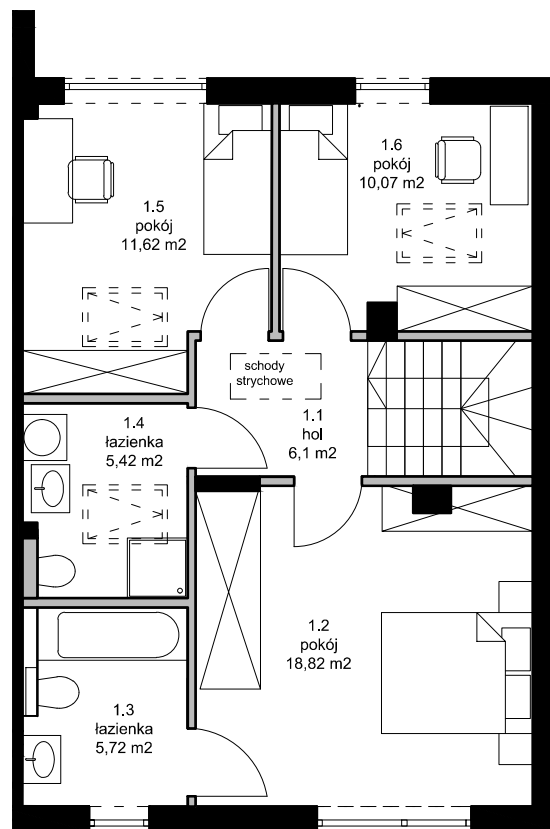 1.6
pokój
10,07 m2
1.5
pokój
11,62 m2
schody
strychowe
1.1
hol
6,1 m2
1.4
łazienka
5,42 m2
1.2
pokój
18,82 m2
1.3
łazienka
5,72 m2